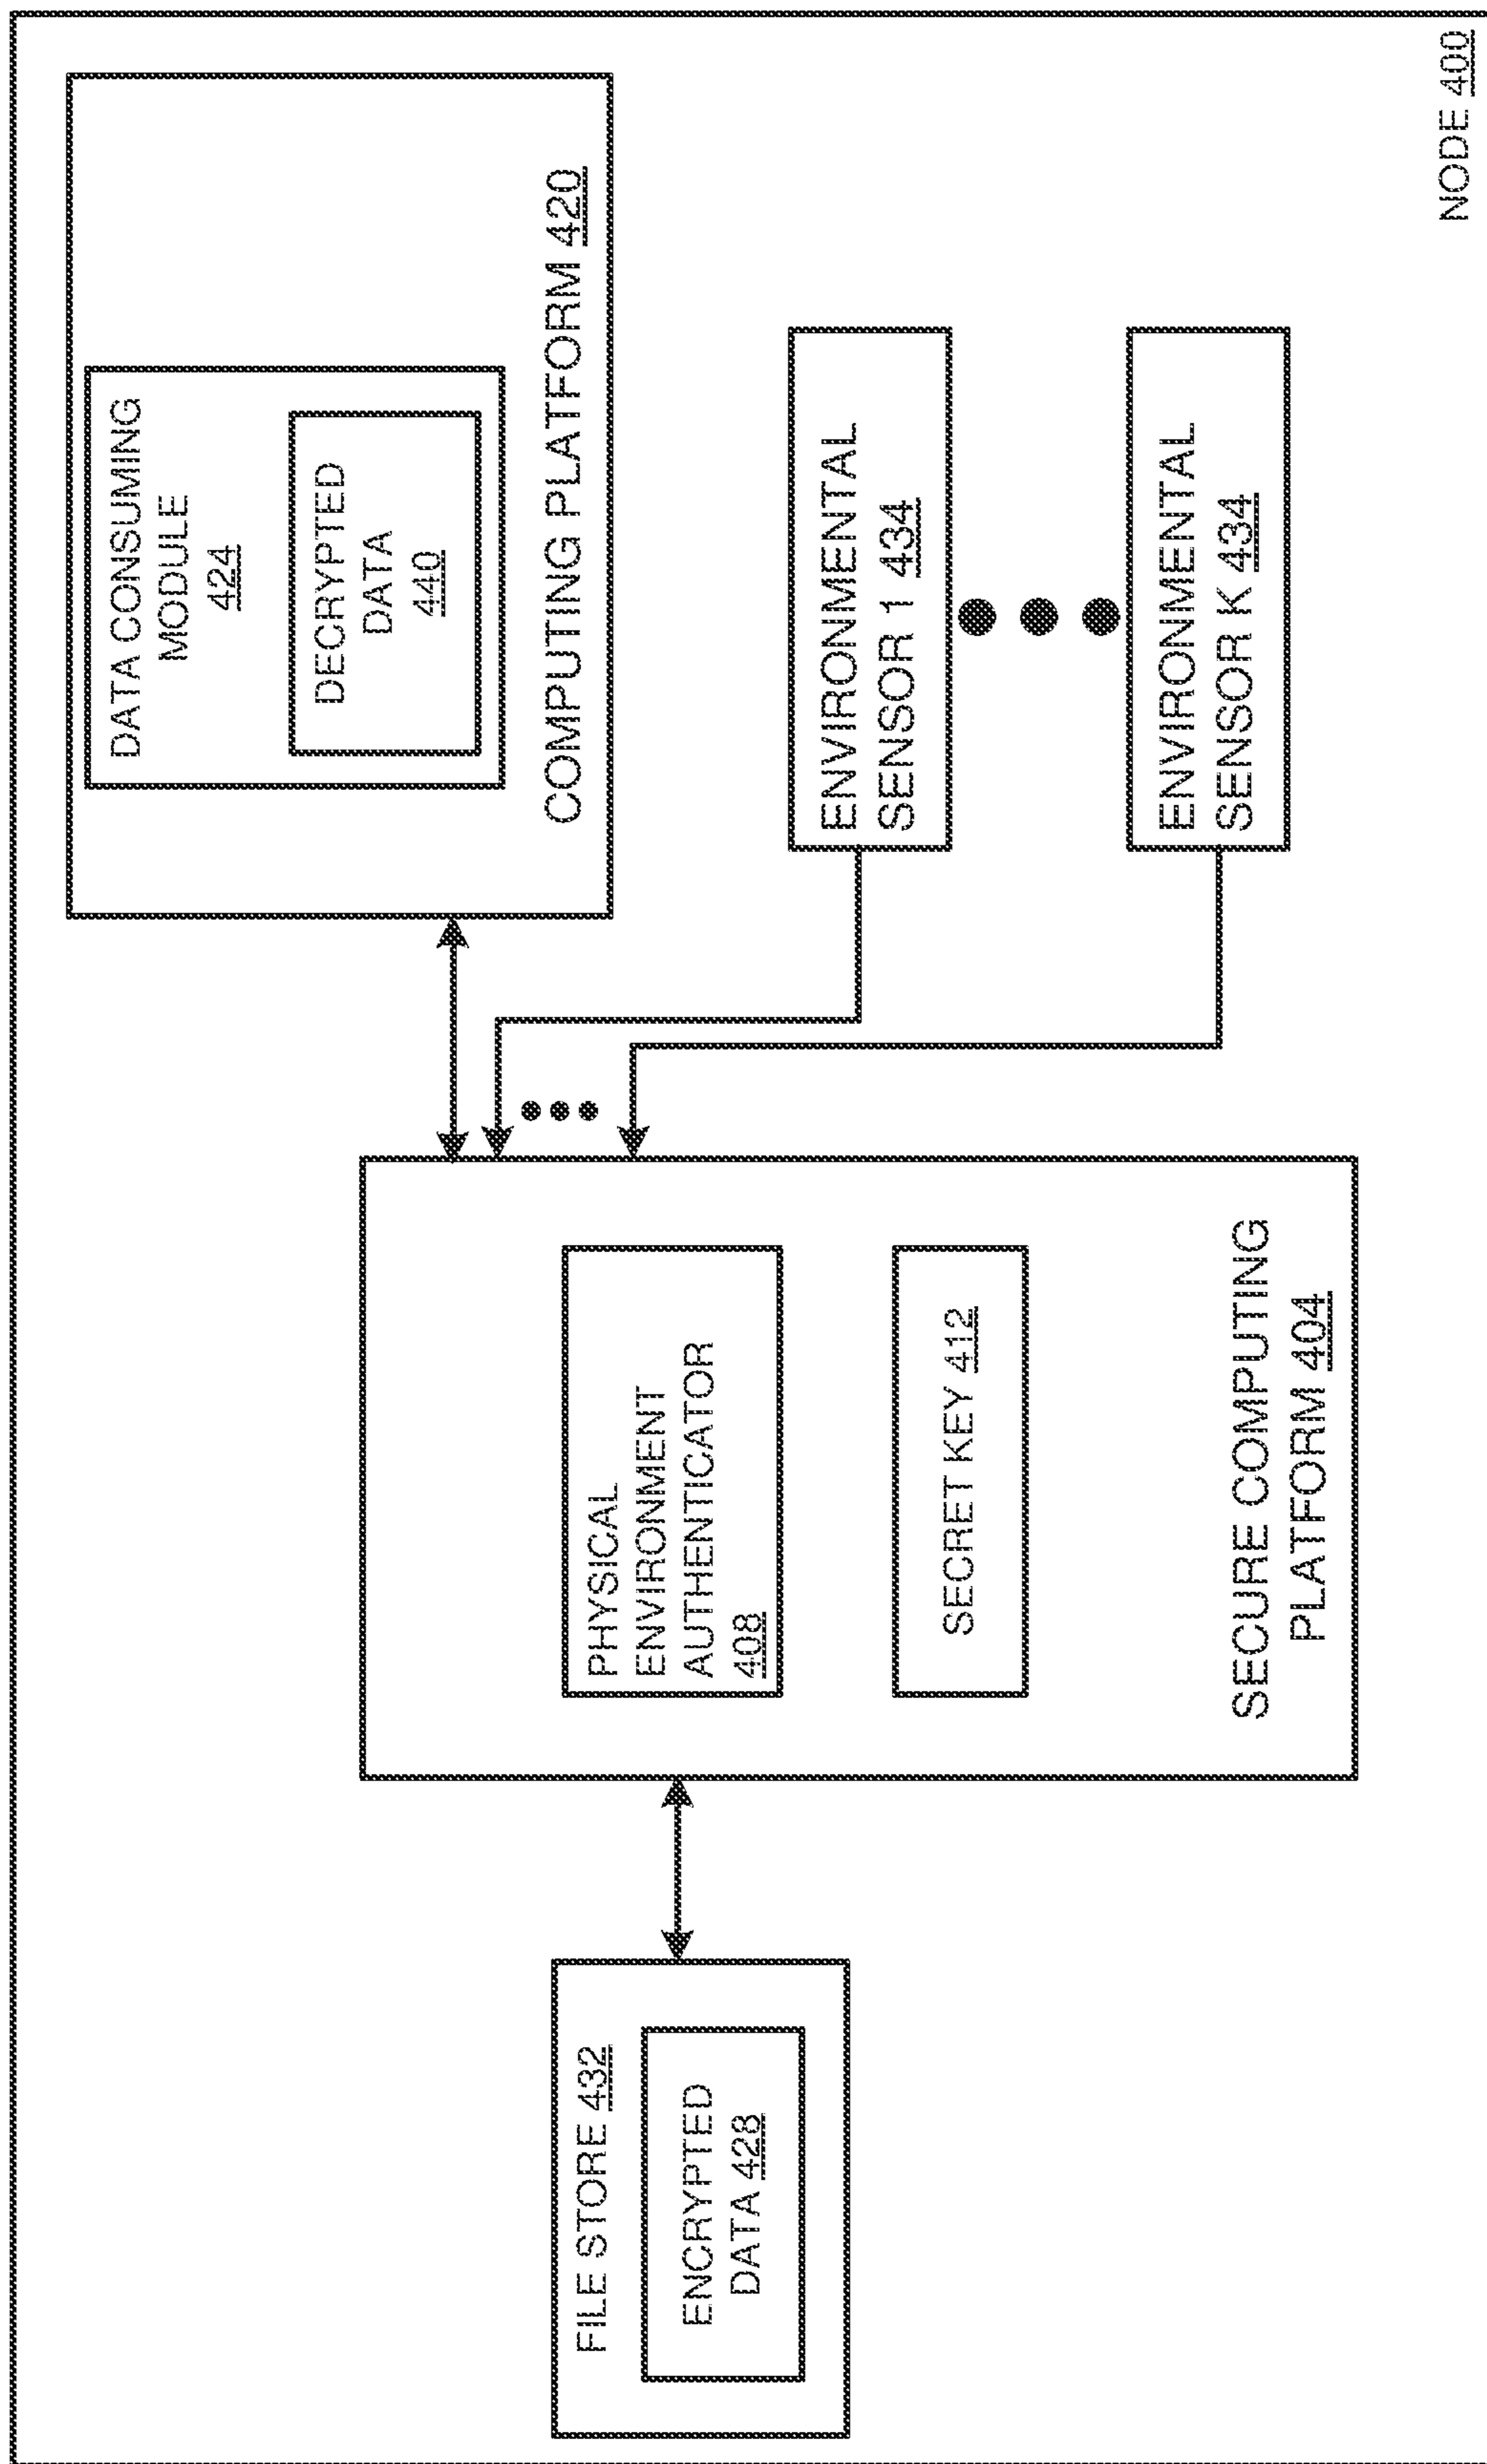 FILE STORE 432
ENCRYPTED
DATA 428
PHYSICAL
ENVIRONMENT
AUTHENTICATOR
408
SECRET KEY 412
SECURE COMPUTING
PLATFORM 404
DATA CONSUMING
MODULE
424
DECRYPTED
DATA
440
COMPUTING PLATFORM 420
ENVIRONMENTAL
SENSOR 1 434
ENVIRONMENTAL
SENSOR K 434
NODE 400